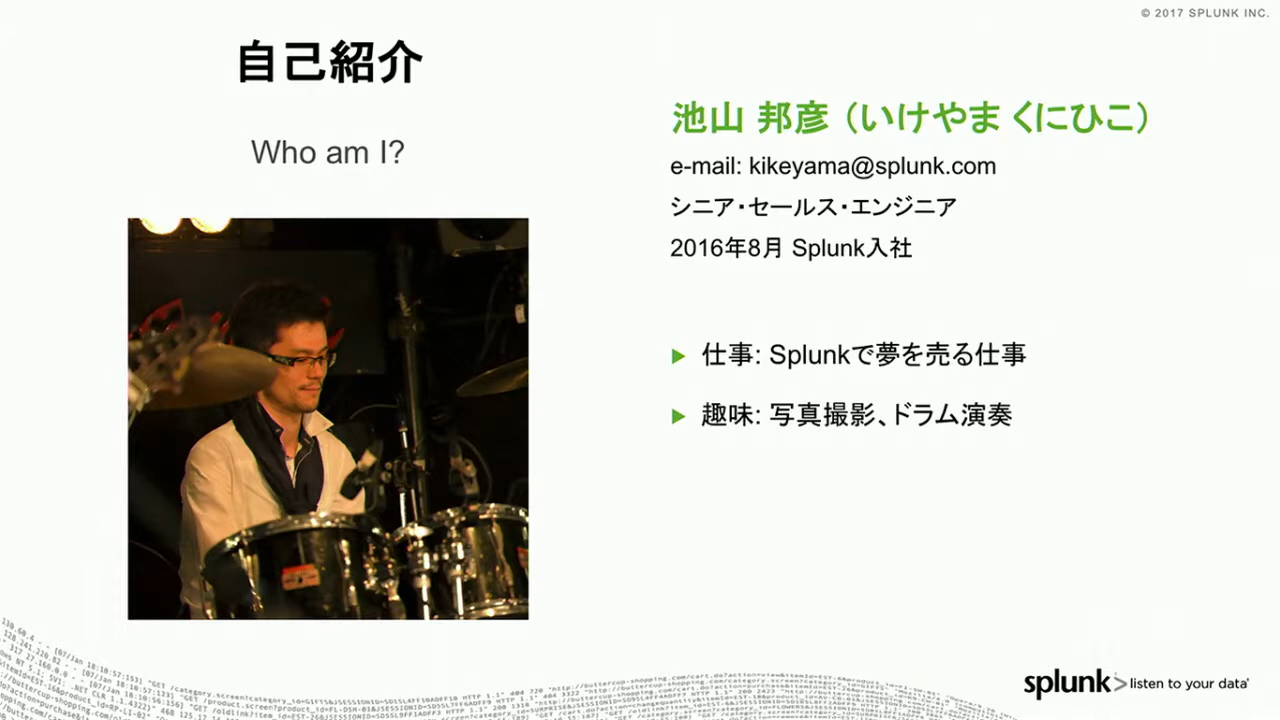 © 2017 SPLUNK INC.
自己紹介
Who am I?
池山 邦彦 (いけやま くにひこ)
e-mail: kikeyama@splunk.com
シニア・セールス・エンジニア
2016年8月 Splunk入社
仕事: Splunkで夢を売る仕事
趣味: 写真撮影、ドラム演奏
splunk> listen to your data